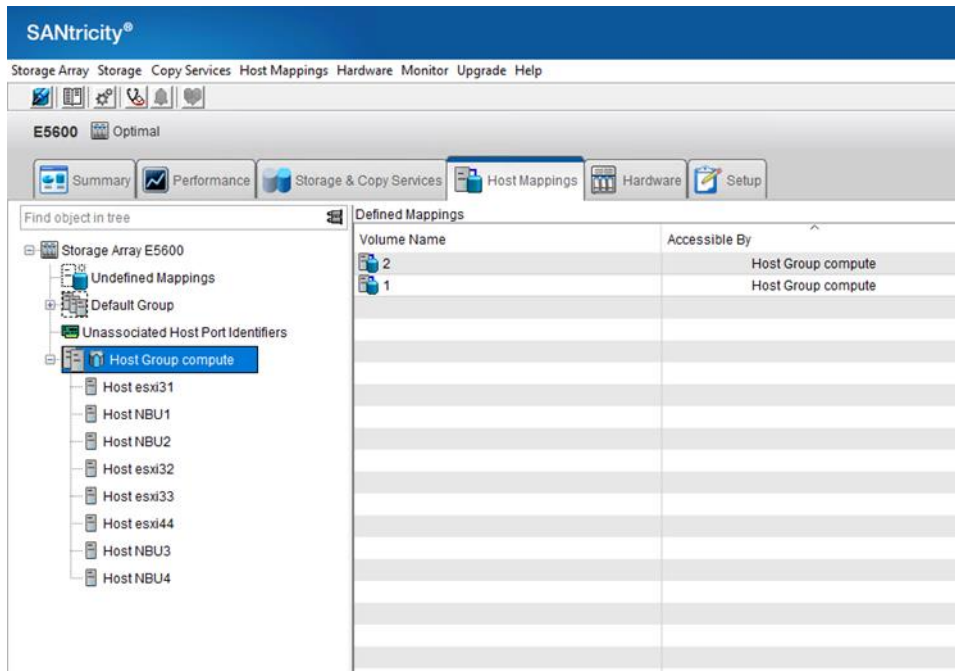 SANtricity®
Storage Array Storage Copy Services Host Mappings Hardware Monitor Upgrade Help
E5600 Optimal
Summary Performance Storage & Copy Services Host Mappings Hardware Setup
Find object in tree
Storage Array E5600
Undefined Mappings
Default Group
Unassociated Host Port Identifiers
Host Group compute
Host esxi31
Host NBU1
Host NBU2
Host esxi32
Host esxi33
Host esxi44
Host NBU3
Host NBU4
Defined Mappings
Volume Name Accessible By
2 Host Group compute
1 Host Group compute